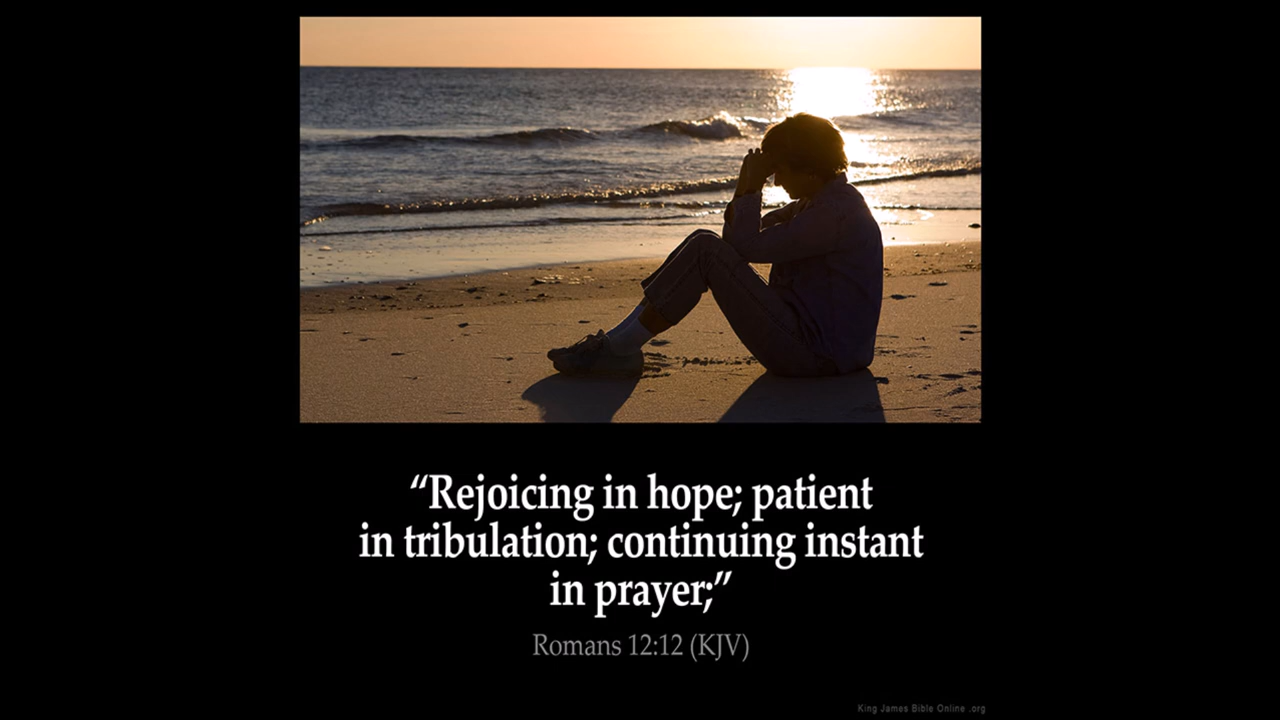 “Rejoicing in hope; patient
in tribulation; continuing instant
in prayer;”
Romans 12:12 (KJV)
King James Bible Online .org